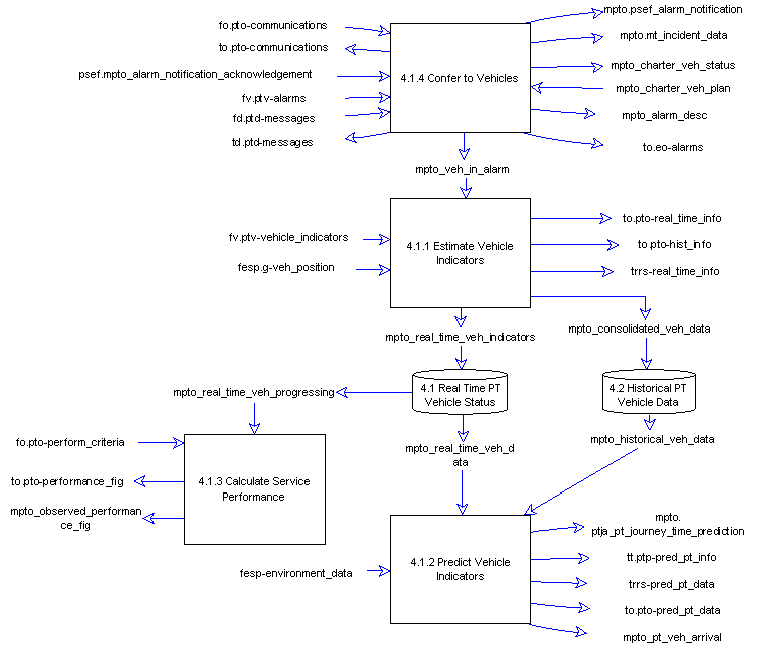 mpto.psef_alarm_notification
fo.pto-communications
mpto.mt_incident_data
to.pto-communications
mpto_charter_veh_status
psef.mpto_alarm_notification_acknowledgement
4.1.4 Confer to Vehicles
mpto_charter_veh_plan
fv.ptv-alarms
fd.ptd-messages
mpto_alarm_desc
td.ptd-messages
to.eo-alarms
mpto_veh_in_alarm
to.pto-real_time_info
fv.ptv-vehicle_indicators
4.1.1 Estimate Vehicle
Indicators
to.pto-hist_info
fesp.g-veh_position
trrs-real_time_info
mpto_real_time_veh_indicators
mpto_consolidated_veh_data
mpto_real_time_veh_progressing
4.1 Real Time PT
Vehicle Status
4.2 Historical PT
Vehicle Data
fo.pto-perform_criteria
mpto_real_time_veh_d
ata
mpto_historical_veh_data
to.pto-performance_fig
4.1.3 Calculate Service
Performance
mpto_observed_performan
ce_fig
mpto.
ptja_pt_journey_time_prediction
fesp-environment_data
4.1.2 Predict Vehicle
Indicators
tt.ptp-pred_pt_info
trrs-pred_pt_data
to.pto-pred_pt_data
mpto_pt_veh_arrival